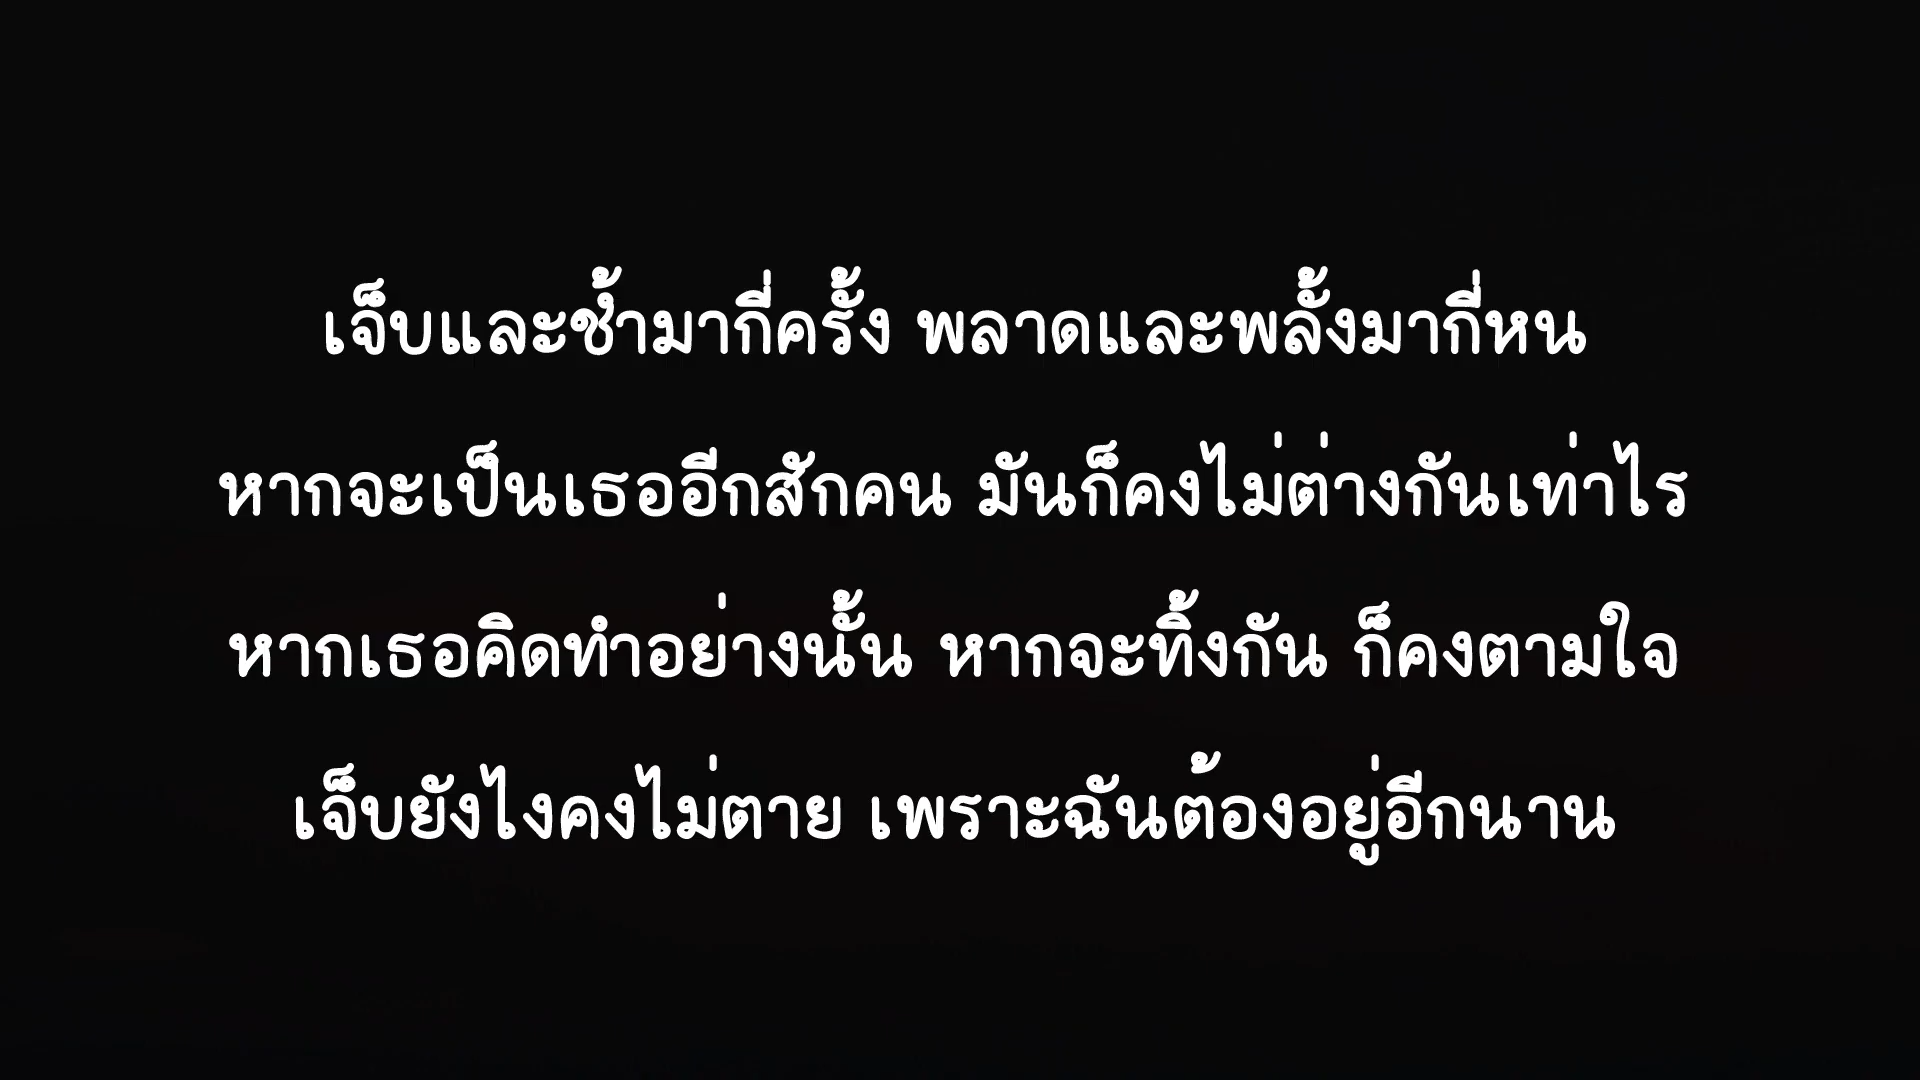 เจ็บและช้ำมากี่ครั้ง พลาดและพลั้งมากี่หน
หากจะเป็นเธออีกสักคน มันก็คงไม่ต่างกันเท่าไร
หากเธอคิดทำอย่างนั้น หากจะทิ้งกัน ก็คงตามใจ
เจ็บยังไงคงไม่ตาย เพราะฉันต้องอยู่อีกนาน